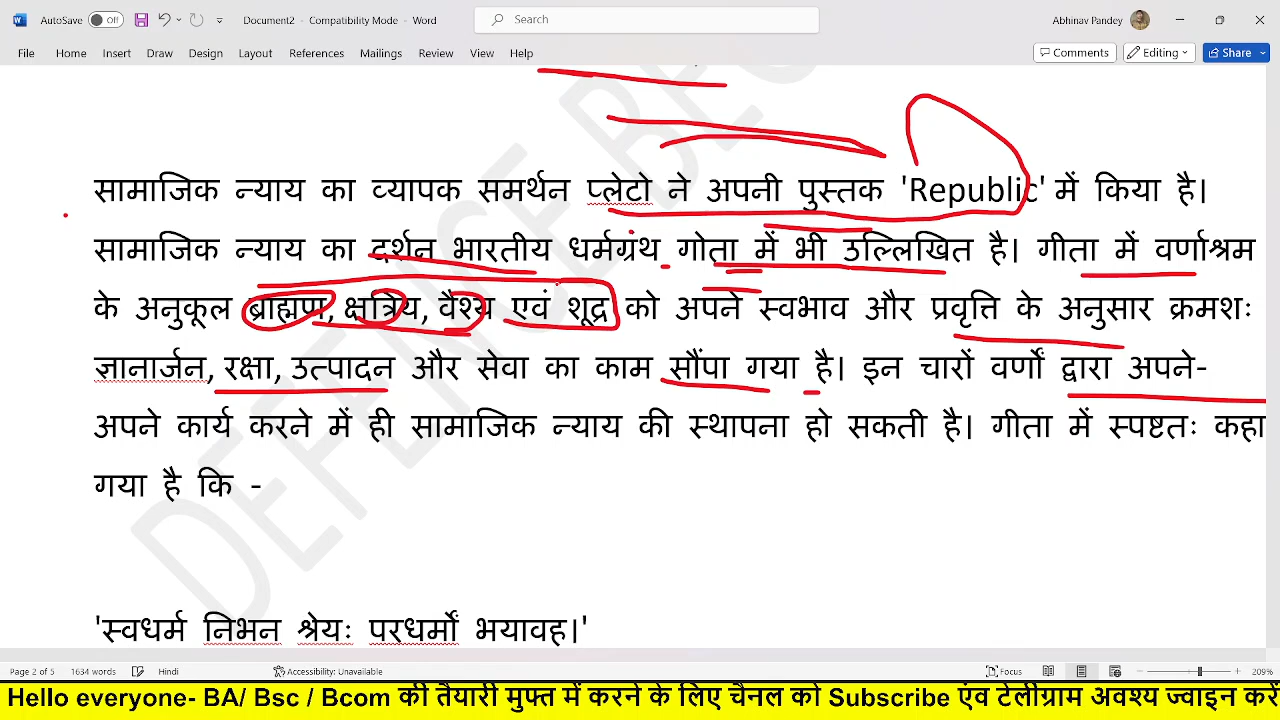 AutoSave Off Document2 - Compatibility Mode - Word Search Abhinav Pandey
File Home Insert Draw Design Layout References Mailings Review View Help Comments Editing Share
सामाजिक न्याय का व्यापक समर्थन प्लेटो ने अपनी पुस्तक 'Republic' में किया है।
सामाजिक न्याय का दर्शन भारतीय धर्मग्रंथ गोता में भी उल्लिखित है। गीता में वर्णाश्रम
के अनुकूल ब्राह्मण, क्षत्रिय, वैश्य एवं शूद्र को अपने स्वभाव और प्रवृत्ति के अनुसार क्रमशः
ज्ञानार्जन, रक्षा, उत्पादन और सेवा का काम सौंपा गया है। इन चारों वर्णों द्वारा अपने-
अपने कार्य करने में ही सामाजिक न्याय की स्थापना हो सकती है। गीता में स्पष्टतः कहा
गया है कि -
'स्वधर्म निभन श्रेयः परधर्मों भयावह।'
Page 2 of 5 1634 words Hindi Accessibility: Unavailable Focus 209%
Hello everyone- BA/ Bsc / Bcom की तैयारी मुफ्त में करने के लिए चैनल को Subscribe एंव टेलीग्राम अवश्य ज्वाइन करें